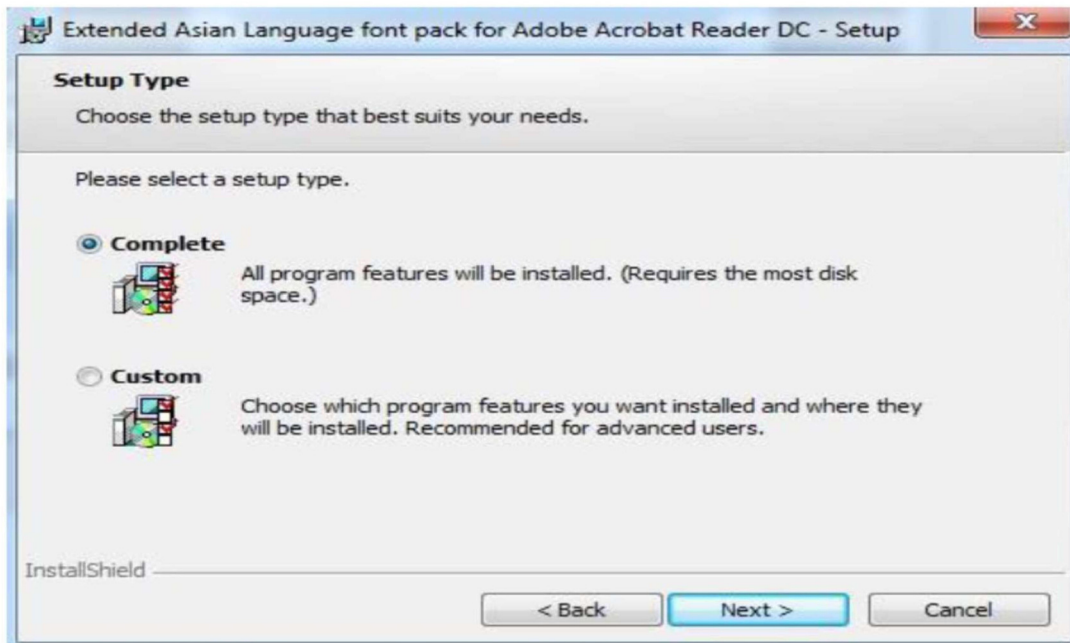 Extended Asian Language font pack for Adobe Acrobat Reader DC - Setup
Setup Type
Choose the setup type that best suits your needs.
Please select a setup type.
Complete
All program features will be installed. (Requires the most disk
space.)
Custom
Choose which program features you want installed and where they
will be installed. Recommended for advanced users.
InstallShield
< Back Next > Cancel